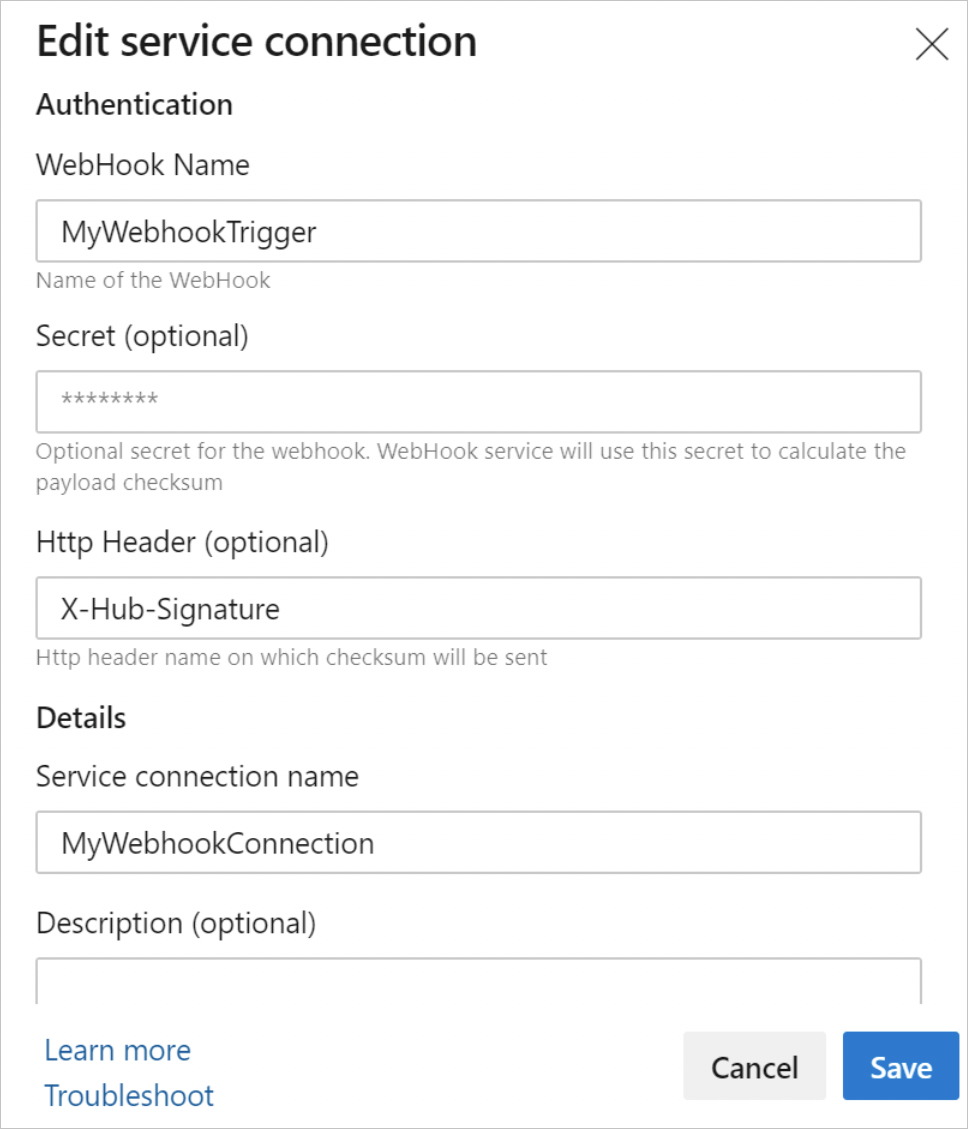 Edit service connection
Authentication
WebHook Name
MyWebhookTrigger
Name of the WebHook
Secret (optional)
********
Optional secret for the webhook. WebHook service will use this secret to calculate the
payload checksum
Http Header (optional)
X-Hub-Signature
Http header name on which checksum will be sent
Details
Service connection name
MyWebhookConnection
Description (optional)
Learn more
Cancel Save
Troubleshoot